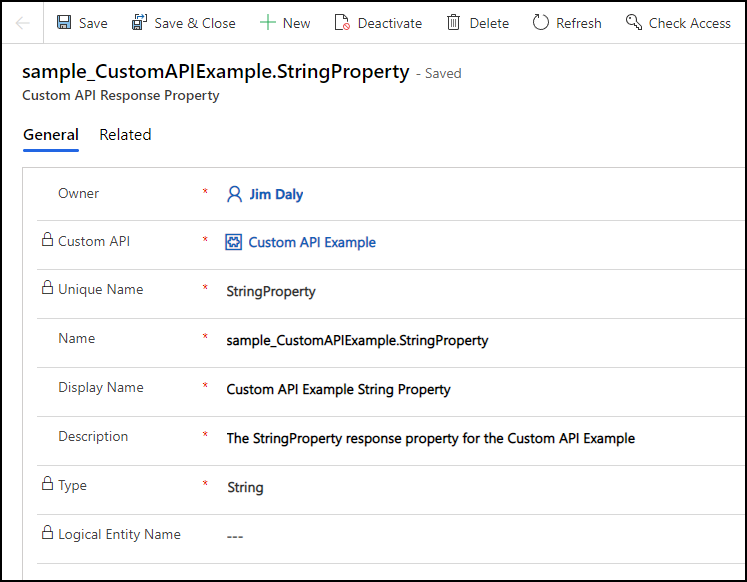 Save Save & Close New Deactivate Delete Refresh Check Access
sample_CustomAPIExample.StringProperty - Saved
Custom API Response Property
General Related
Owner * Jim Daly
Custom API * Custom API Example
Unique Name * StringProperty
Name * sample_CustomAPIExample.StringProperty
Display Name * Custom API Example String Property
Description * The StringProperty response property for the Custom API Example
Type * String
Logical Entity Name ---